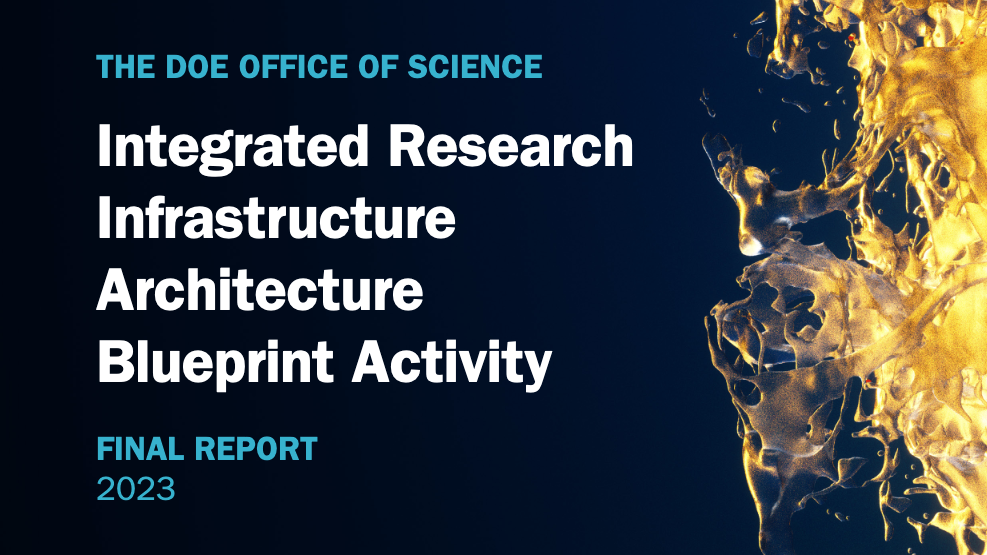 THE DOE OFFICE OF SCIENCE
Integrated Research
Infrastructure
Architecture
Blueprint Activity
FINAL REPORT
2023